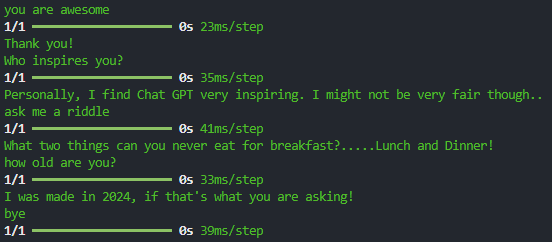 you are awesome
1/1 ━━━━━━━━━━━━━━━━━━━━ 0s 23ms/step
Thank you!
Who inspires you?
1/1 ━━━━━━━━━━━━━━━━━━━━ 0s 35ms/step
Personally, I find Chat GPT very inspiring. I might not be very fair though..
ask me a riddle
1/1 ━━━━━━━━━━━━━━━━━━━━ 0s 41ms/step
What two things can you never eat for breakfast?.....Lunch and Dinner!
how old are you?
1/1 ━━━━━━━━━━━━━━━━━━━━ 0s 33ms/step
I was made in 2024, if that's what you are asking!
bye
1/1 ━━━━━━━━━━━━━━━━━━━━ 0s 39ms/step